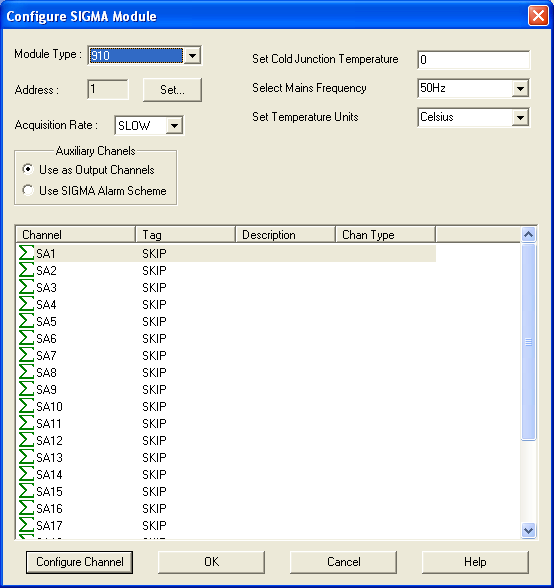 Configure SIGMA Module
Module Type : 910
Address : 1 Set...
Acquisition Rate : SLOW
Set Cold Junction Temperature 0
Select Mains Frequency 50Hz
Set Temperature Units Celsius
Auxiliary Chanels
Use as Output Channels
Use SIGMA Alarm Scheme
Channel Tag Description Chan Type
SA1 SKIP
SA2 SKIP
SA3 SKIP
SA4 SKIP
SA5 SKIP
SA6 SKIP
SA7 SKIP
SA8 SKIP
SA9 SKIP
SA10 SKIP
SA11 SKIP
SA12 SKIP
SA13 SKIP
SA14 SKIP
SA15 SKIP
SA16 SKIP
SA17 SKIP
Configure Channel OK Cancel Help